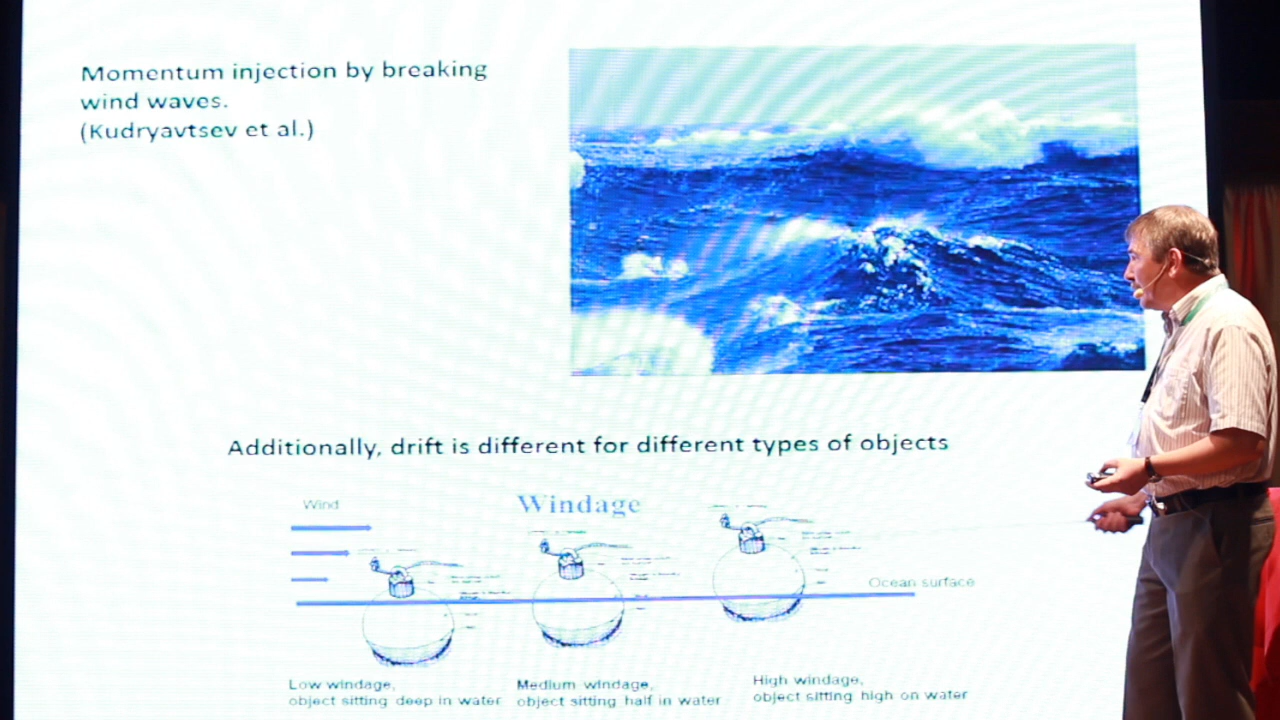 Momentum injection by breaking
wind waves.
(Kudryavtsev et al.)
Additionally, drift is different for different types of objects
Wind
Windage
Ocean surface
Low windage,
object sitting deep in water
Medium windage,
object sitting half in water
High windage,
object sitting high on water